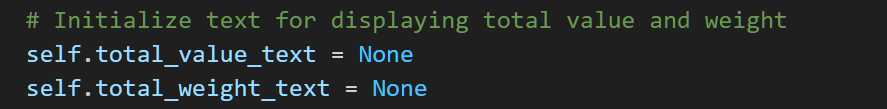 # Initialize text for displaying total value and weight
self.total_value_text = None
self.total_weight_text = None